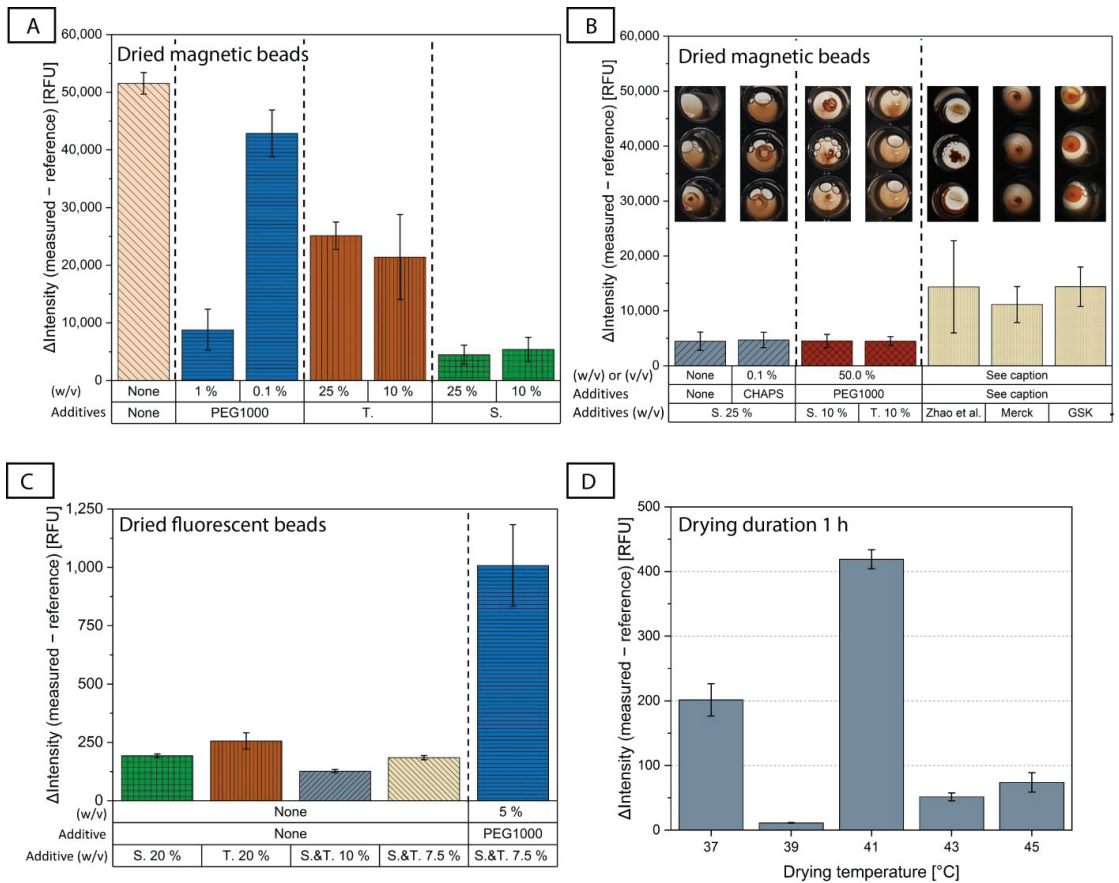 A
Dried magnetic beads
ΔIntensity (measured − reference) [RFU]
60,000
50,000
40,000
30,000
20,000
10,000
0
(w/v) None 1 % 0.1 % 25 % 10 % 25 % 10 %
Additives None PEG1000 T. S.
B
Dried magnetic beads
ΔIntensity (measured − reference) [RFU]
60,000
50,000
40,000
30,000
20,000
10,000
0
(w/v) or (v/v) None 0.1 % 50.0 % See caption
Additives None CHAPS PEG1000 See caption
Additives (w/v) S. 25 % S. 10 % T. 10 % Zhao et al. Merck GSK
C
Dried fluorescent beads
ΔIntensity (measured − reference) [RFU]
1,250
1,000
750
500
250
0
(w/v) None 5 %
Additive None PEG1000
Additive (w/v) S. 20 % T. 20 % S.&T. 10 % S.&T. 7.5 % S.&T. 7.5 %
D
Drying duration 1 h
ΔIntensity (measured − reference) [RFU]
500
400
300
200
100
0
37 39 41 43 45
Drying temperature [°C]